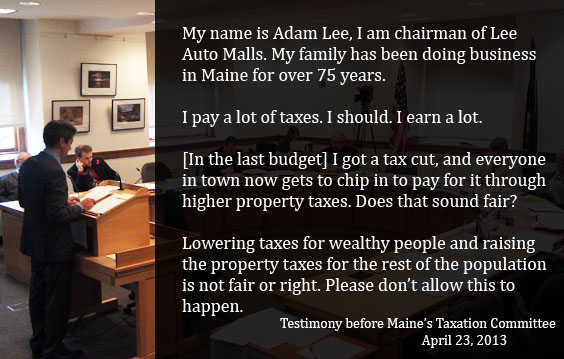 My name is Adam Lee, I am chairman of Lee
Auto Malls. My family has been doing business
in Maine for over 75 years.
I pay a lot of taxes. I should. I earn a lot.
[In the last budget] I got a tax cut, and everyone
in town now gets to chip in to pay for it through
higher property taxes. Does that sound fair?
Lowering taxes for wealthy people and raising
the property taxes for the rest of the population
is not fair or right. Please don’t allow this to
happen.
Testimony before Maine’s Taxation Committee
April 23, 2013